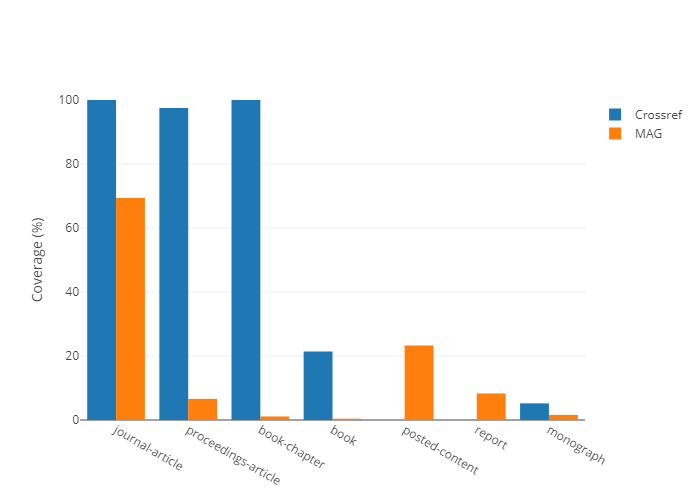 100
80
60
40
20
0
Coverage (%)
journal-article
proceedings-article
book-chapter
book
posted-content
report
monograph
Crossref
MAG